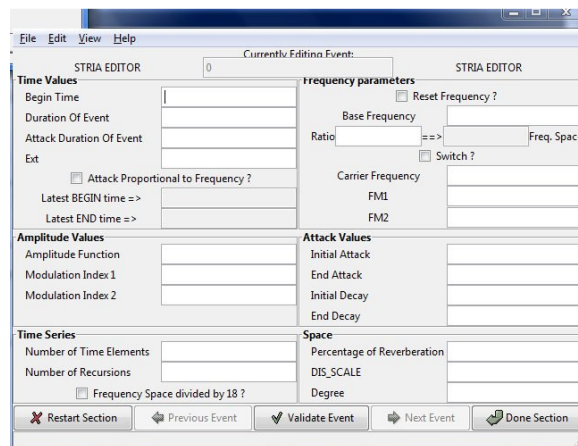 File Edit View Help
Currently Editing Event:
STRIA EDITOR 0 STRIA EDITOR
Time Values
Begin Time
Duration Of Event
Attack Duration Of Event
Ext
Attack Proportional to Frequency ?
Latest BEGIN time =>
Latest END time =>
Frequency parameters
Reset Frequency ?
Base Frequency
Ratio ==> Freq. Spac
Switch ?
Carrier Frequency
FM1
FM2
Amplitude Values
Amplitude Function
Modulation Index 1
Modulation Index 2
Attack Values
Initial Attack
End Attack
Initial Decay
End Decay
Time Series
Number of Time Elements
Number of Recursions
Frequency Space divided by 18 ?
Space
Percentage of Reverberation
DIS_SCALE
Degree
Restart Section Previous Event Validate Event Next Event Done Section